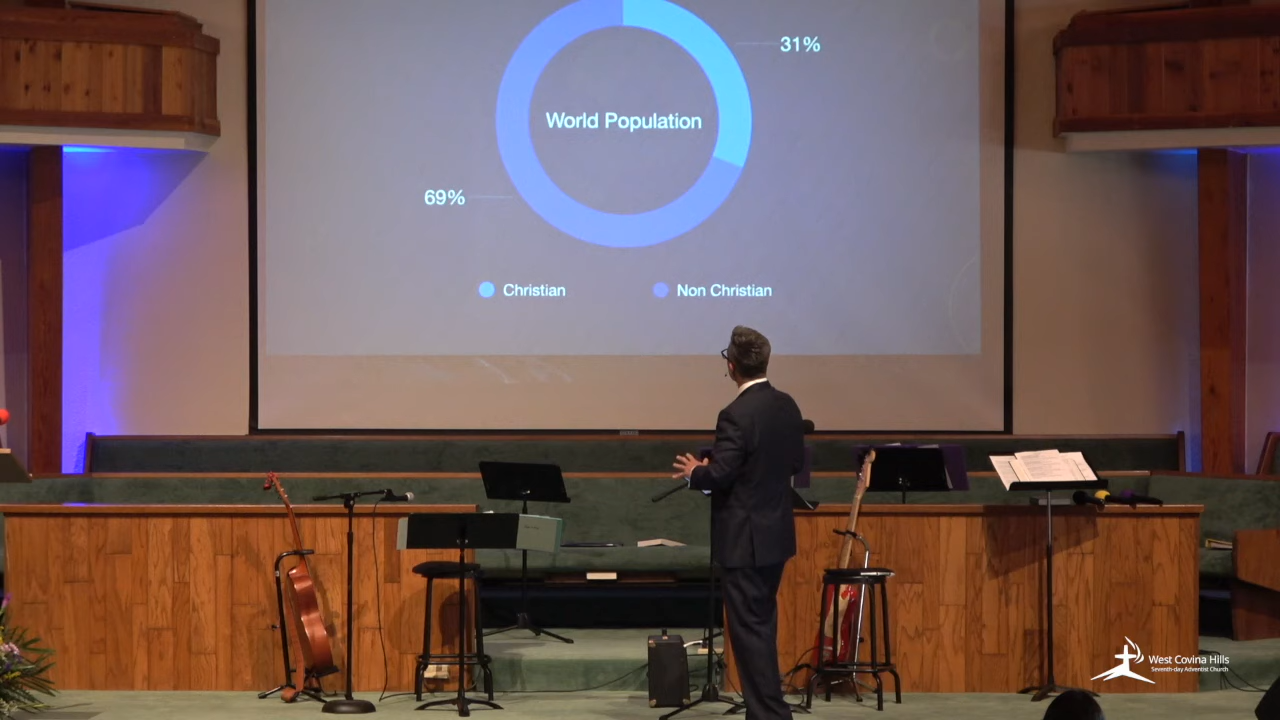 31%
World Population
69%
Christian
Non Christian
West Covina Hills
Seventh-day Adventist Church